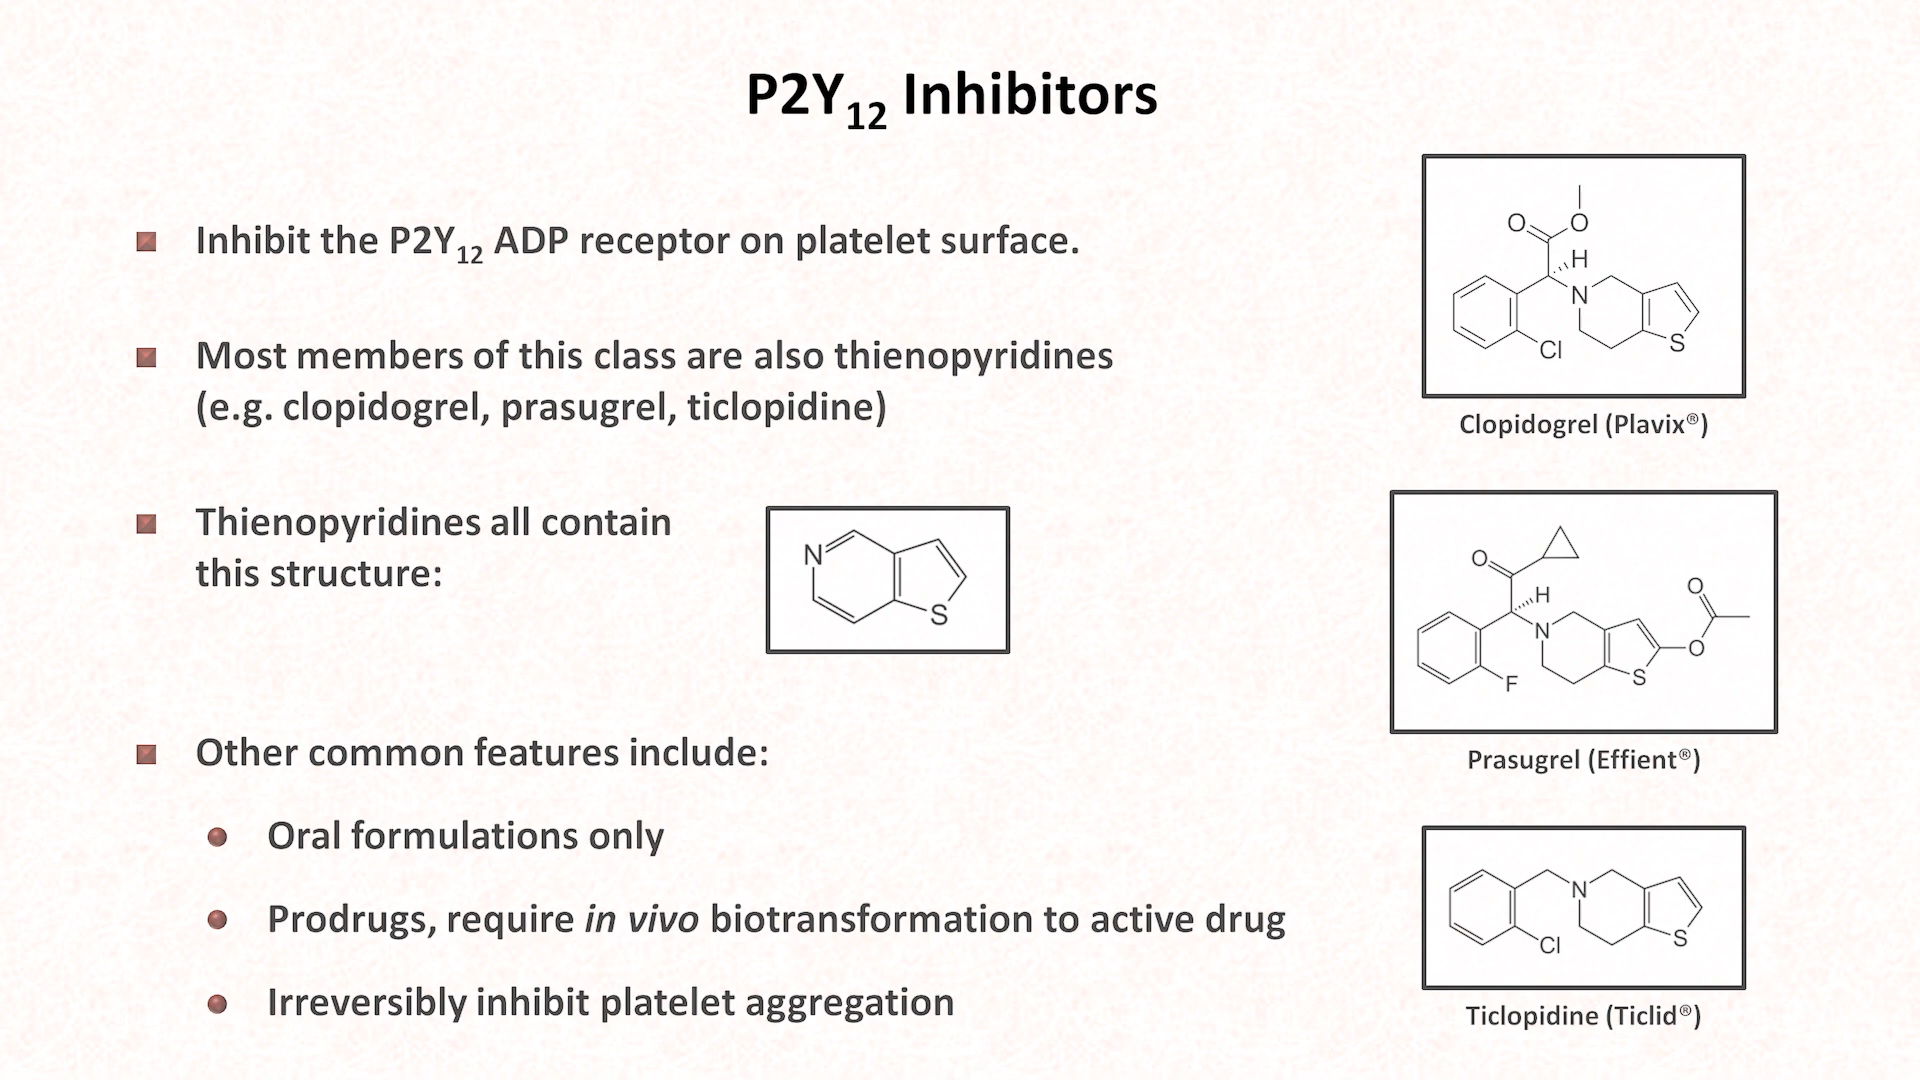 P2Y12 Inhibitors
Inhibit the P2Y12 ADP receptor on platelet surface.
Most members of this class are also thienopyridines
(e.g. clopidogrel, prasugrel, ticlopidine)
Thienopyridines all contain
this structure:
N
S
Other common features include:
Oral formulations only
Prodrugs, require in vivo biotransformation to active drug
Irreversibly inhibit platelet aggregation
O
O
H
N
Cl
S
Clopidogrel (Plavix®)
O
H
O
N
O
S
F
Prasugrel (Effient®)
N
Cl
S
Ticlopidine (Ticlid®)